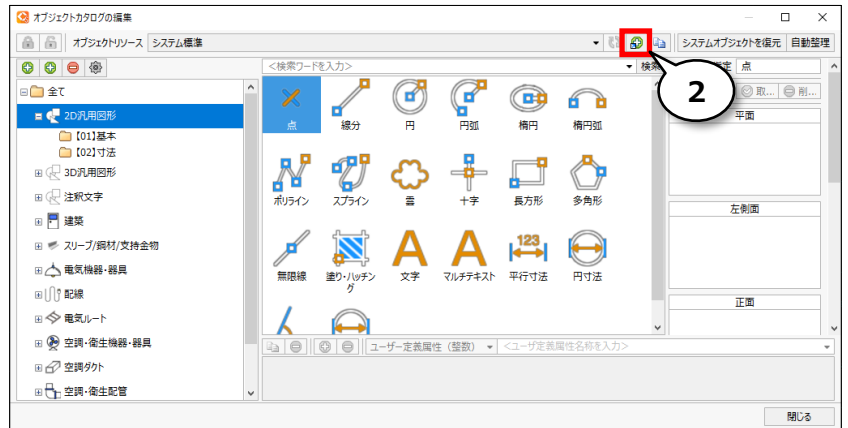 オブジェクトカタログの編集
オブジェクトリソース システム標準 システムオブジェクトを復元 自動整理
<検索ワードを入力> 検索 定 点
2
取... 削...
全て
2D汎用図形
【01】基本
【02】寸法
3D汎用図形
注釈文字
建築
スリーブ/鋼材/支持金物
電気機器・器具
配線
電気ルート
空調・衛生機器・器具
空調ダクト
空調・衛生配管
点 線分 円 円弧 楕円 楕円弧
ポリライン スプライン 雲 十字 長方形 多角形
123
無限線 塗り・ハッチング 文字 マルチテキスト 平行寸法 円寸法
平面
左側面
正面
ユーザー定義属性（整数） <ユーザ定義属性名称を入力>
閉じる